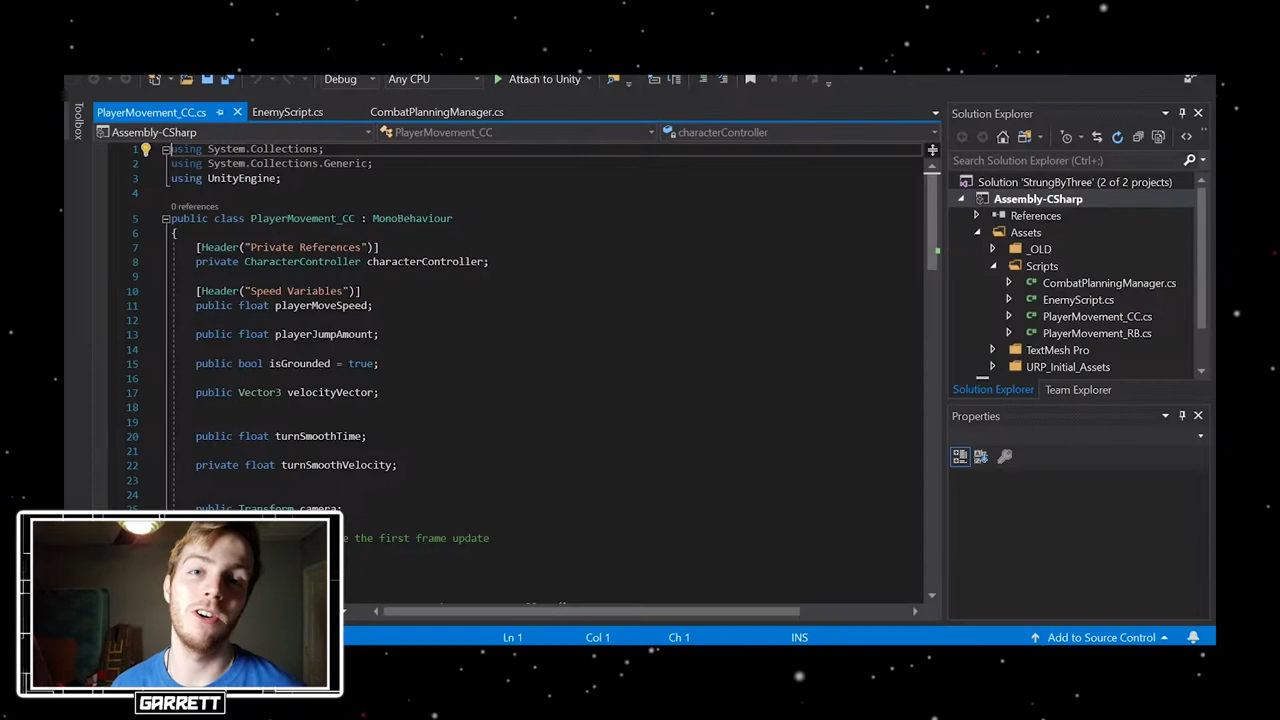 Debug
Any CPU
Attach to Unity
Toolbox
PlayerMovement_CC.cs
EnemyScript.cs
CombatPlanningManager.cs
Assembly-CSharp
PlayerMovement_CC
characterController
1 using System.Collections;
2 using System.Collections.Generic;
3 using UnityEngine;
4
0 references
5 public class PlayerMovement_CC : MonoBehaviour
6 {
7 [Header("Private References")]
8 private CharacterController characterController;
9
10 [Header("Speed Variables")]
11 public float playerMoveSpeed;
12
13 public float playerJumpAmount;
14
15 public bool isGrounded = true;
16
17 public Vector3 velocityVector;
18
19
20 public float turnSmoothTime;
21
22 private float turnSmoothVelocity;
23
24
25 public Transform camera;
the first frame update
Ln 1
Col 1
Ch 1
INS
Add to Source Control
Solution Explorer
Search Solution Explorer (Ctrl+;)
Solution 'StrungByThree' (2 of 2 projects)
Assembly-CSharp
References
Assets
_OLD
Scripts
CombatPlanningManager.cs
EnemyScript.cs
PlayerMovement_CC.cs
PlayerMovement_RB.cs
TextMesh Pro
URP_Initial_Assets
Solution Explorer
Team Explorer
Properties
GARRETT